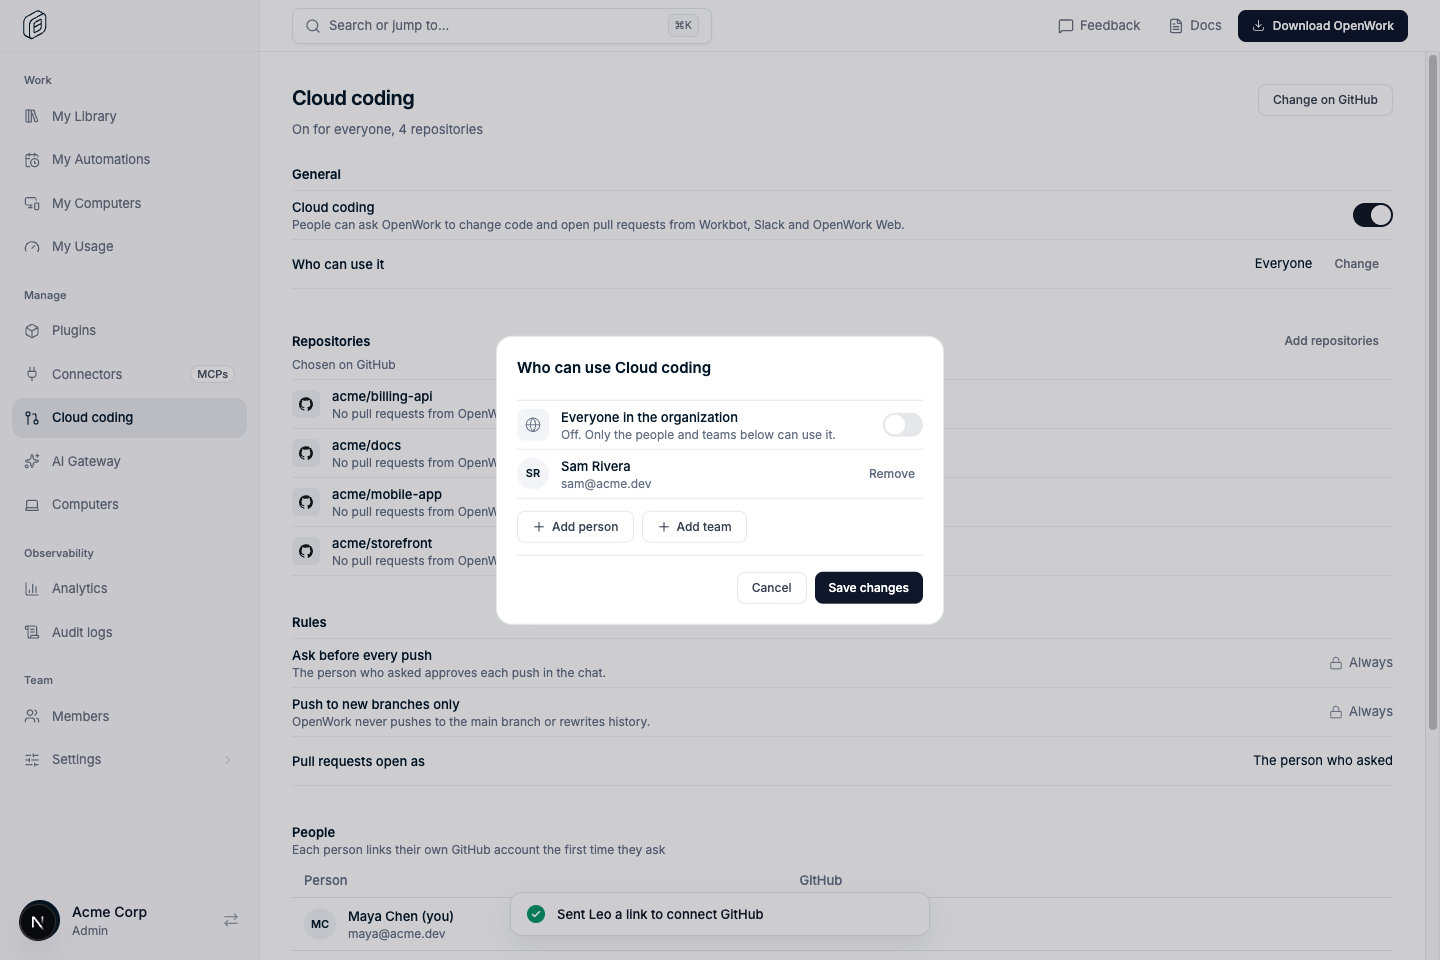 Search or jump to...
⌘K
Feedback
Docs
Download OpenWork
Work
My Library
My Automations
My Computers
My Usage
Manage
Plugins
Connectors
MCPs
Cloud coding
AI Gateway
Computers
Observability
Analytics
Audit logs
Team
Members
Settings
N
Acme Corp
Admin
Cloud coding
Change on GitHub
On for everyone, 4 repositories
General
Cloud coding
People can ask OpenWork to change code and open pull requests from Workbot, Slack and OpenWork Web.
Who can use it
Everyone
Change
Repositories
Add repositories
Chosen on GitHub
acme/billing-api
No pull requests from OpenW
acme/docs
No pull requests from OpenW
acme/mobile-app
No pull requests from OpenW
acme/storefront
No pull requests from OpenW
Who can use Cloud coding
Everyone in the organization
Off. Only the people and teams below can use it.
SR
Sam Rivera
sam@acme.dev
Remove
Add person
Add team
Cancel
Save changes
Rules
Ask before every push
The person who asked approves each push in the chat.
Always
Push to new branches only
OpenWork never pushes to the main branch or rewrites history.
Always
Pull requests open as
The person who asked
People
Each person links their own GitHub account the first time they ask
Person
GitHub
MC
Maya Chen (you)
maya@acme.dev
Sent Leo a link to connect GitHub